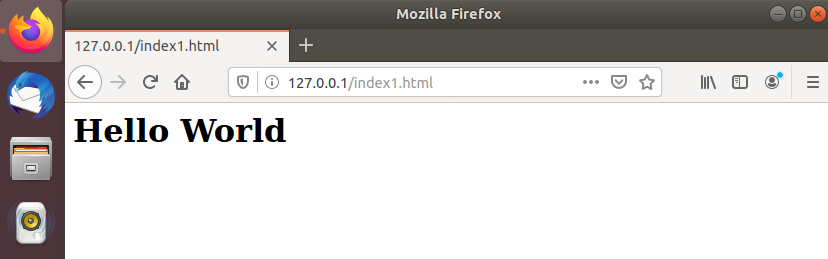 Mozilla Firefox
127.0.0.1/index1.html
127.0.0.1/index1.html
Hello World